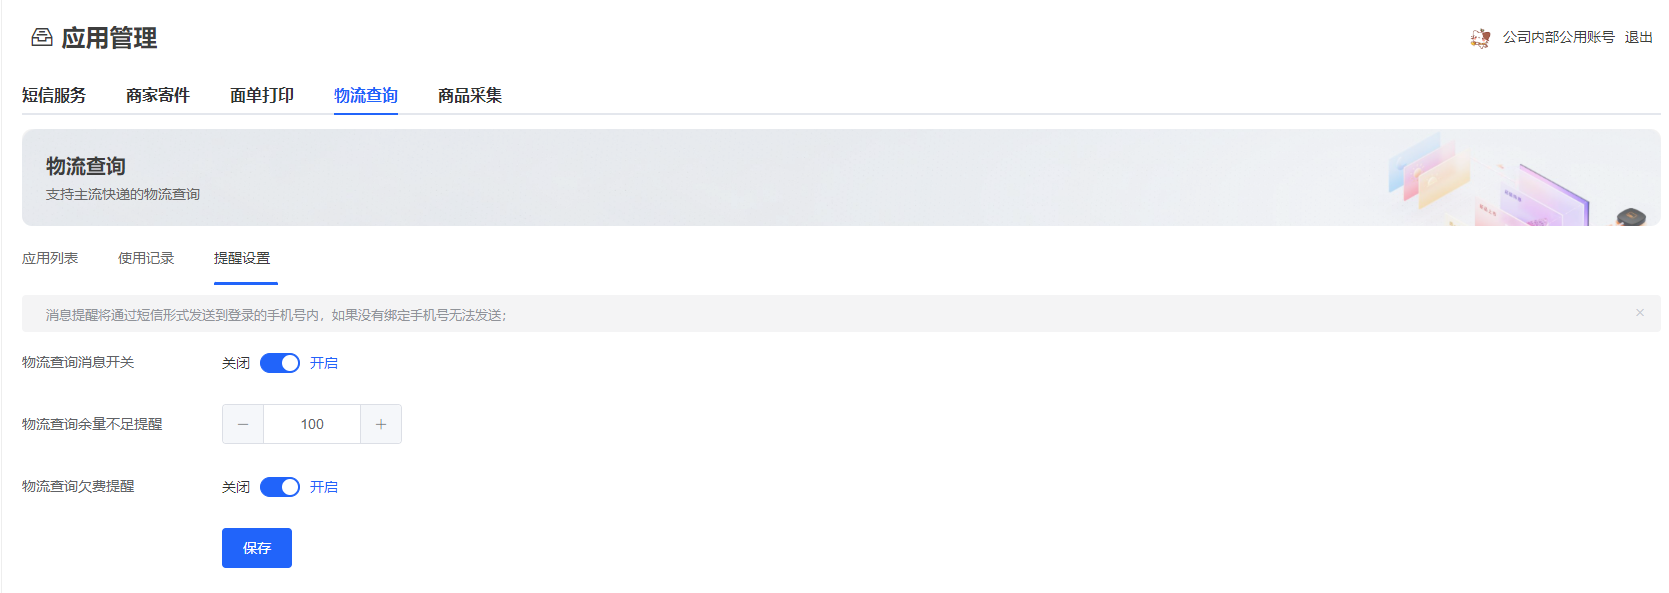 应用管理
公司内部公用账号 退出
短信服务 商家寄件 面单打印 物流查询 商品采集
物流查询
支持主流快递的物流查询
应用列表 使用记录 提醒设置
消息提醒将通过短信形式发送到登录的手机号内，如果没有绑定手机号无法发送；
物流查询消息开关 关闭 开启
物流查询余量不足提醒 − 100 +
物流查询欠费提醒 关闭 开启
保存